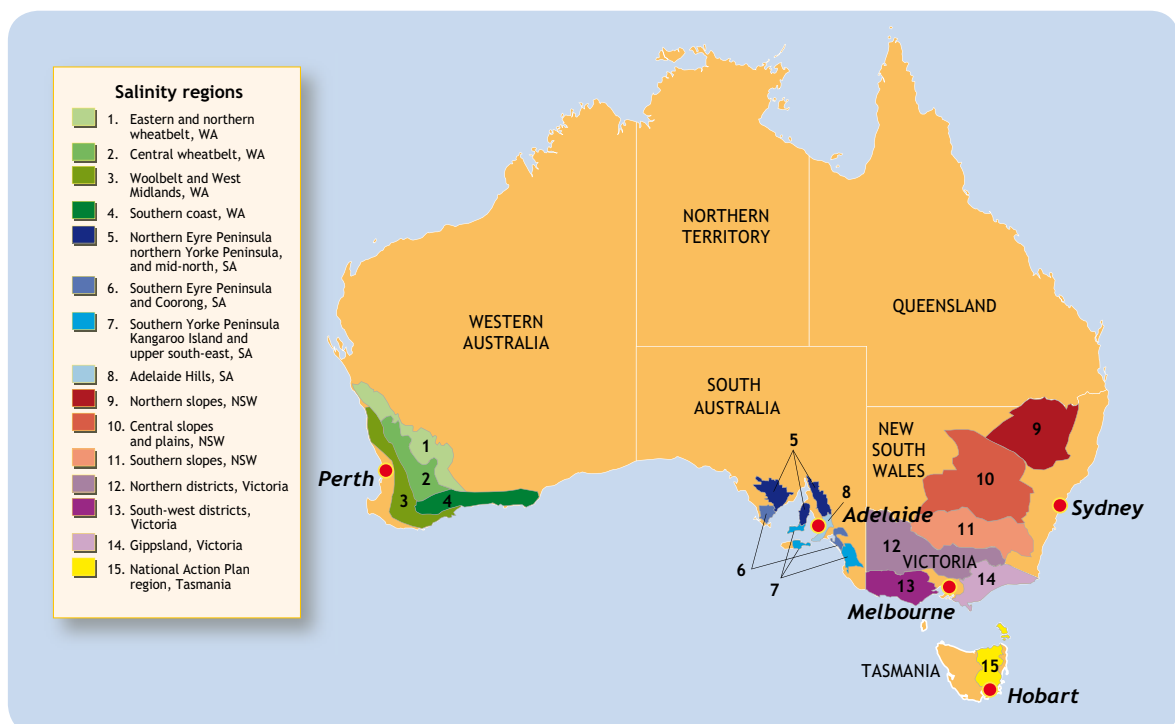 Salinity regions
1. Eastern and northern
wheatbelt, WA
2. Central wheatbelt, WA
3. Woolbelt and West
Midlands, WA
4. Southern coast, WA
5. Northern Eyre Peninsula
northern Yorke Peninsula,
and mid-north, SA
6. Southern Eyre Peninsula
and Coorong, SA
7. Southern Yorke Peninsula
Kangaroo Island and
upper south-east, SA
8. Adelaide Hills, SA
9. Northern slopes, NSW
10. Central slopes
and plains, NSW
11. Southern slopes, NSW
12. Northern districts, Victoria
13. South-west districts,
Victoria
14. Gippsland, Victoria
15. National Action Plan
region, Tasmania
NORTHERN
TERRITORY
QUEENSLAND
WESTERN
AUSTRALIA
SOUTH
AUSTRALIA
NEW
SOUTH
WALES
1
2
3
4
Perth
5
6
7
8
Adelaide
9
10
11
Sydney
12
VICTORIA
13
14
Melbourne
TASMANIA
15
Hobart